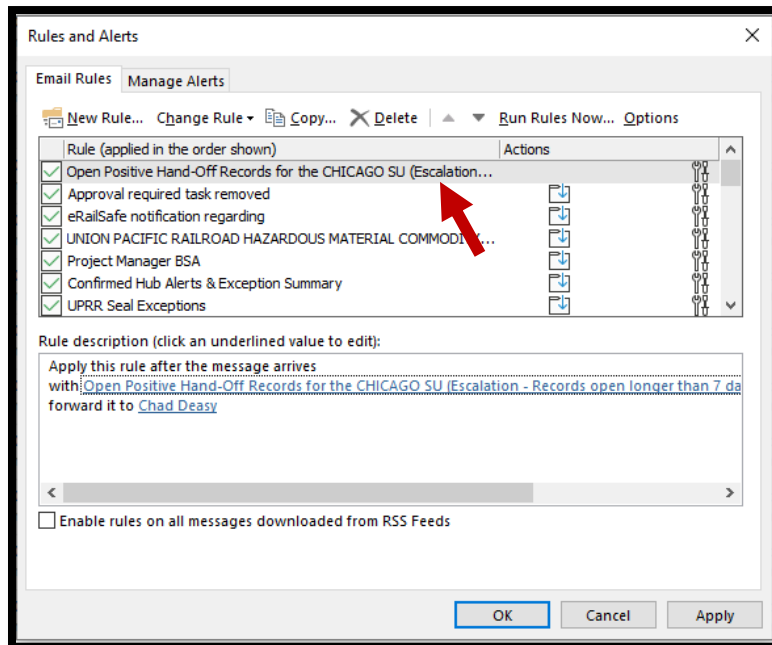 Rules and Alerts
Email Rules
Manage Alerts
New Rule... Change Rule Copy... Delete Run Rules Now... Options
Rule (applied in the order shown) Actions
Open Positive Hand-Off Records for the CHICAGO SU (Escalation...
Approval required task removed
eRailSafe notification regarding
UNION PACIFIC RAILROAD HAZARDOUS MATERIAL ...
Project Manager BSA
Confirmed Hub Alerts & Exception Summary
UPRR Seal Exceptions
Rule description (click an underlined value to edit):
Apply this rule after the message arrives
with Open Positive Hand-Off Records for the CHICAGO SU (Escalation - Records open longer than 7 da
forward it to Chad Deasy
Enable rules on all messages downloaded from RSS Feeds
OK Cancel Apply